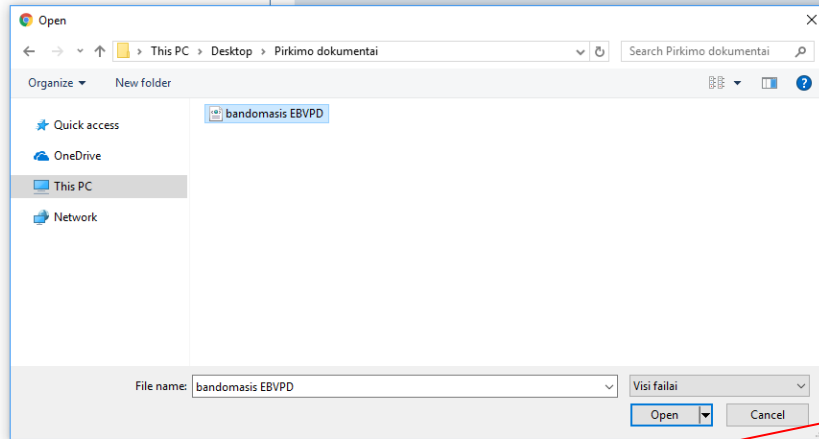 Open
This PC > Desktop > Pirkimo dokumentai
Search Pirkimo dokumentai
Organize
New folder
Quick access
bandomasis EBVPD
OneDrive
This PC
Network
File name: bandomasis EBVPD
Visi failai
Open
Cancel